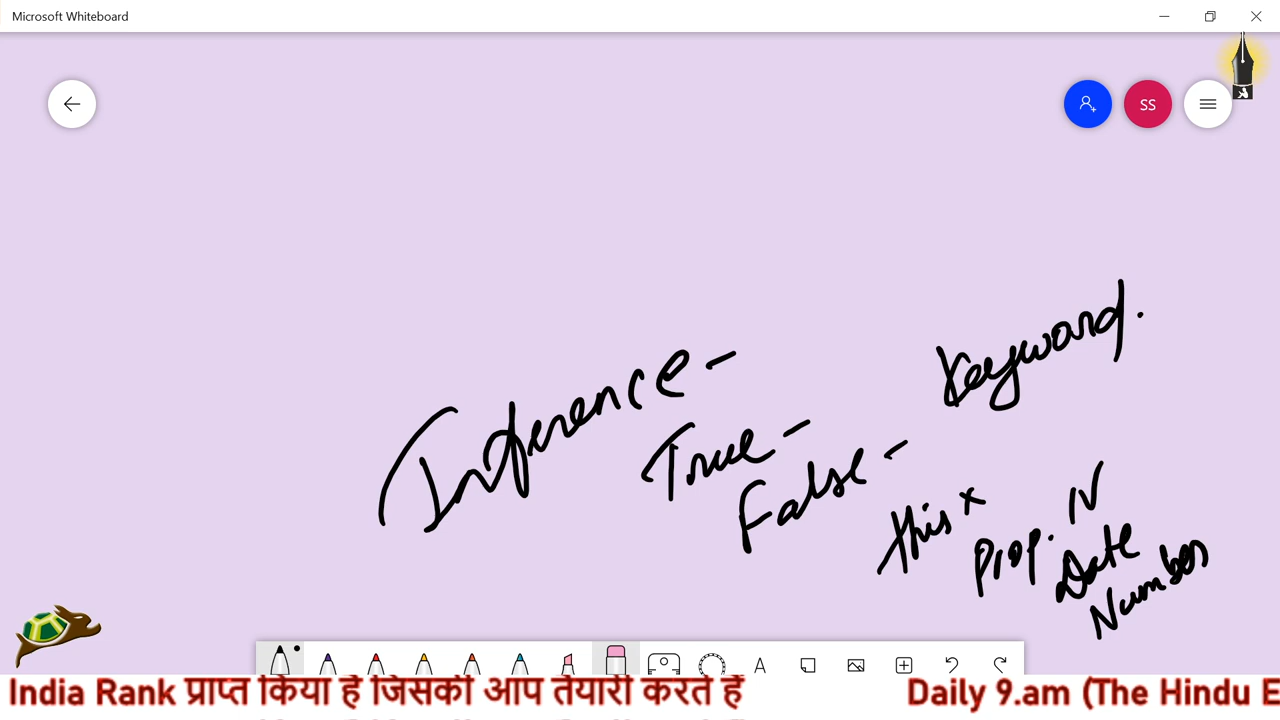 Microsoft Whiteboard
SS
Keyword.
Inference -
True -
False -
this x
Prop. N
Date
Number
A
India Rank प्राप्त किया है जिसकी आप तैयारी करते हैं
Daily 9.am (The Hindu E